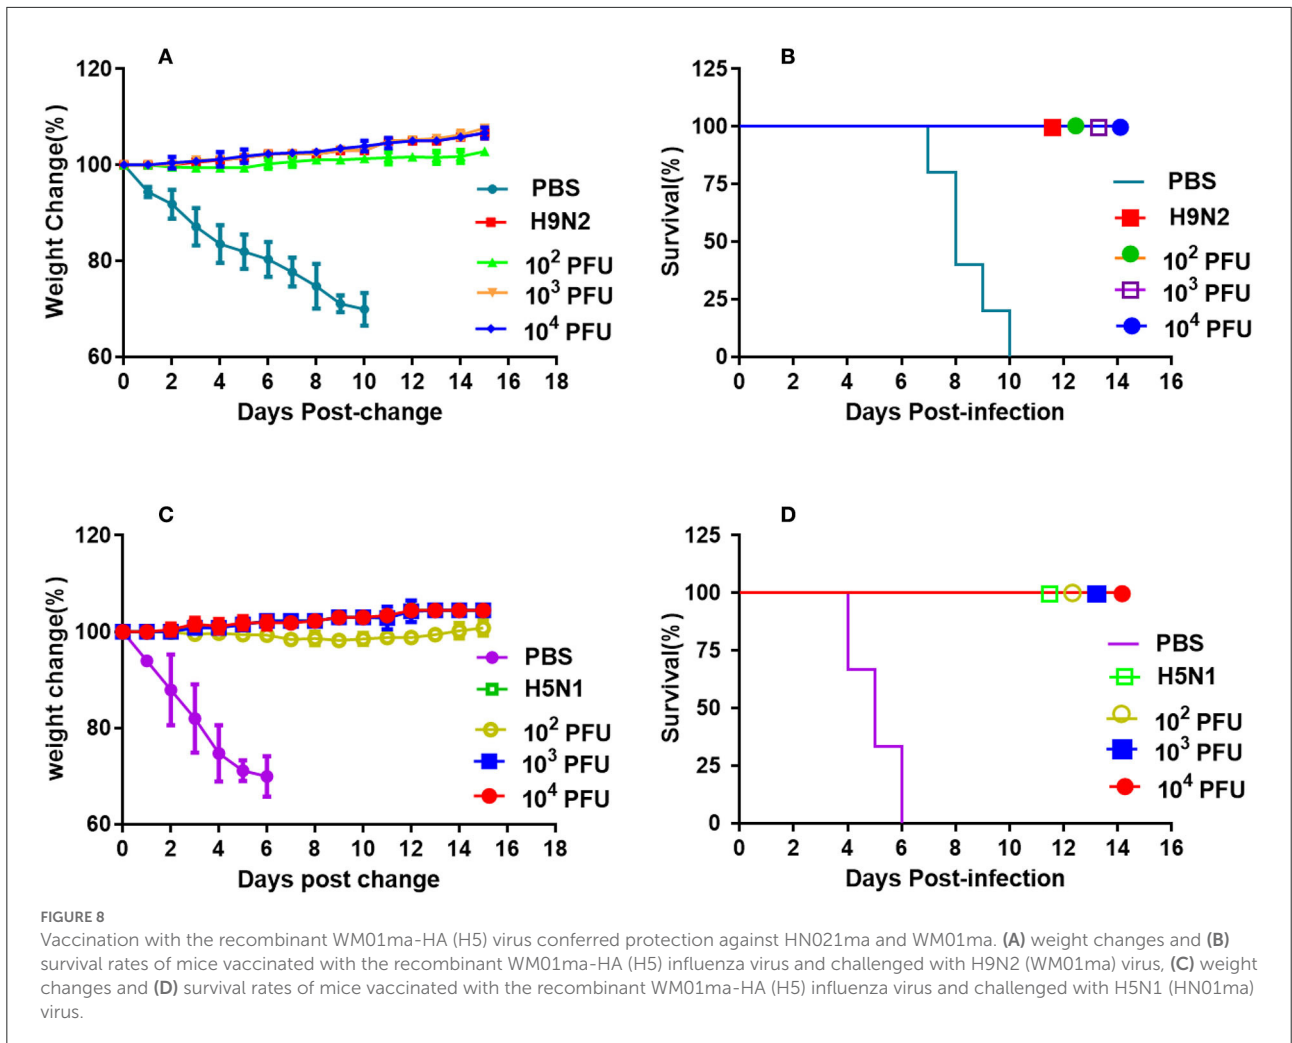 A
120
100
80
60
Weight Change(%)
0 2 4 6 8 10 12 14 16 18
Days Post-change
PBS
H9N2
10² PFU
10³ PFU
10⁴ PFU
B
125
100
75
50
25
0
Survival(%)
0 2 4 6 8 10 12 14 16
Days Post-infection
PBS
H9N2
10² PFU
10³ PFU
10⁴ PFU
C
120
100
80
60
weight change(%)
0 2 4 6 8 10 12 14 16 18
Days post change
PBS
H5N1
10² PFU
10³ PFU
10⁴ PFU
D
125
100
75
50
25
0
Survival(%)
0 2 4 6 8 10 12 14 16
Days Post-infection
PBS
H5N1
10² PFU
10³ PFU
10⁴ PFU
FIGURE 8
Vaccination with the recombinant WM01ma-HA (H5) virus conferred protection against HN021ma and WM01ma. (A) weight changes and (B)
survival rates of mice vaccinated with the recombinant WM01ma-HA (H5) influenza virus and challenged with H9N2 (WM01ma) virus, (C) weight
changes and (D) survival rates of mice vaccinated with the recombinant WM01ma-HA (H5) influenza virus and challenged with H5N1 (HN01ma)
virus.